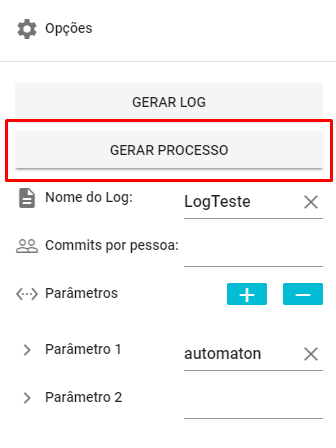 Opções
GERAR LOG
GERAR PROCESSO
Nome do Log: LogTeste
Commits por pessoa:
Parâmetros
Parâmetro 1 automaton
Parâmetro 2